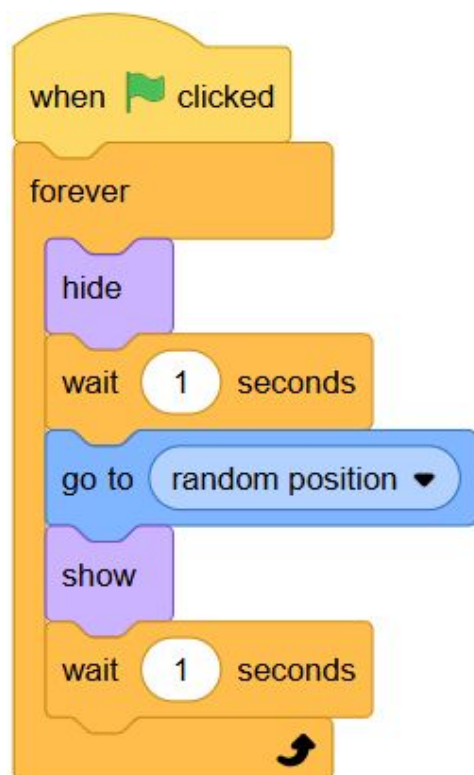 when clicked
forever
hide
wait 1 seconds
go to random position
show
wait 1 seconds